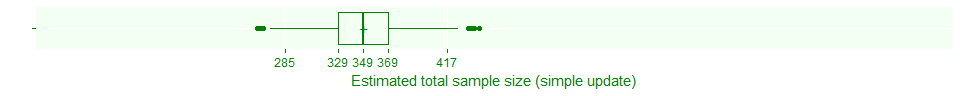 285 329 349 369 417
Estimated total sample size (simple update)